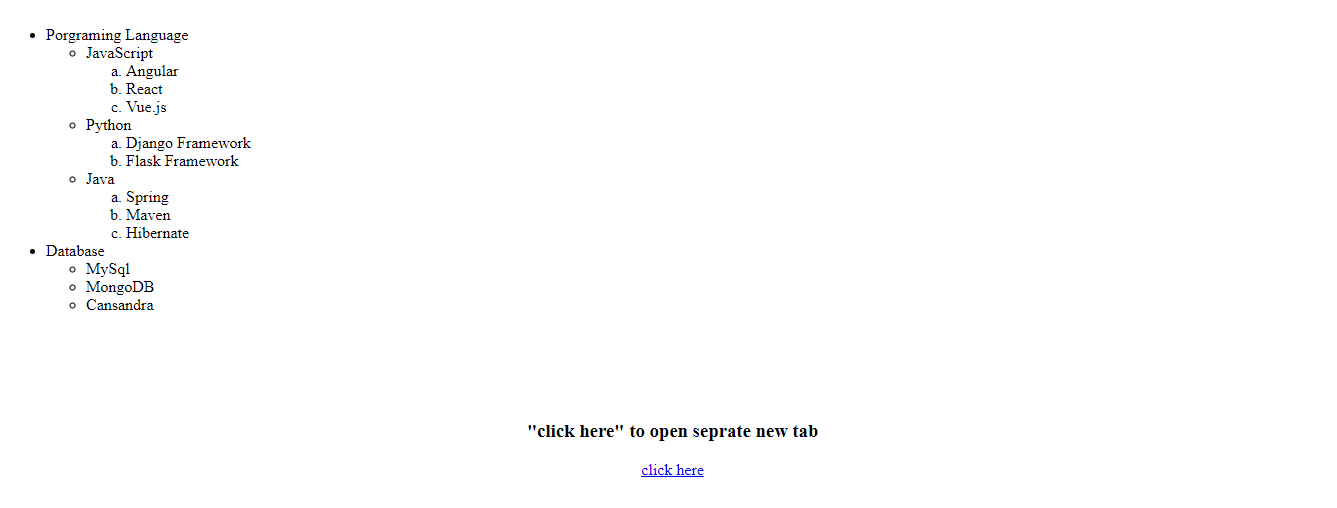 • Porgraming Language
◦ JavaScript
a. Angular
b. React
c. Vue.js
◦ Python
a. Django Framework
b. Flask Framework
◦ Java
a. Spring
b. Maven
c. Hibernate
• Database
◦ MySql
◦ MongoDB
◦ Cansandra
"click here" to open seprate new tab
click here